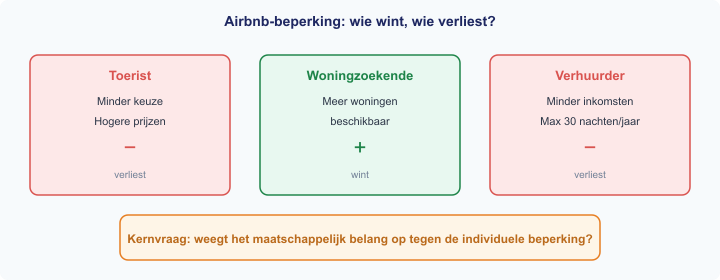 Airbnb-beperking: wie wint, wie verliest?
Toerist
Minder keuze
Hogere prijzen
–
verliest
Woningzoekende
Meer woningen
beschikbaar
+
wint
Verhuurder
Minder inkomsten
Max 30 nachten/jaar
–
verliest
Kernvraag: weegt het maatschappelijk belang op tegen de individuele beperking?